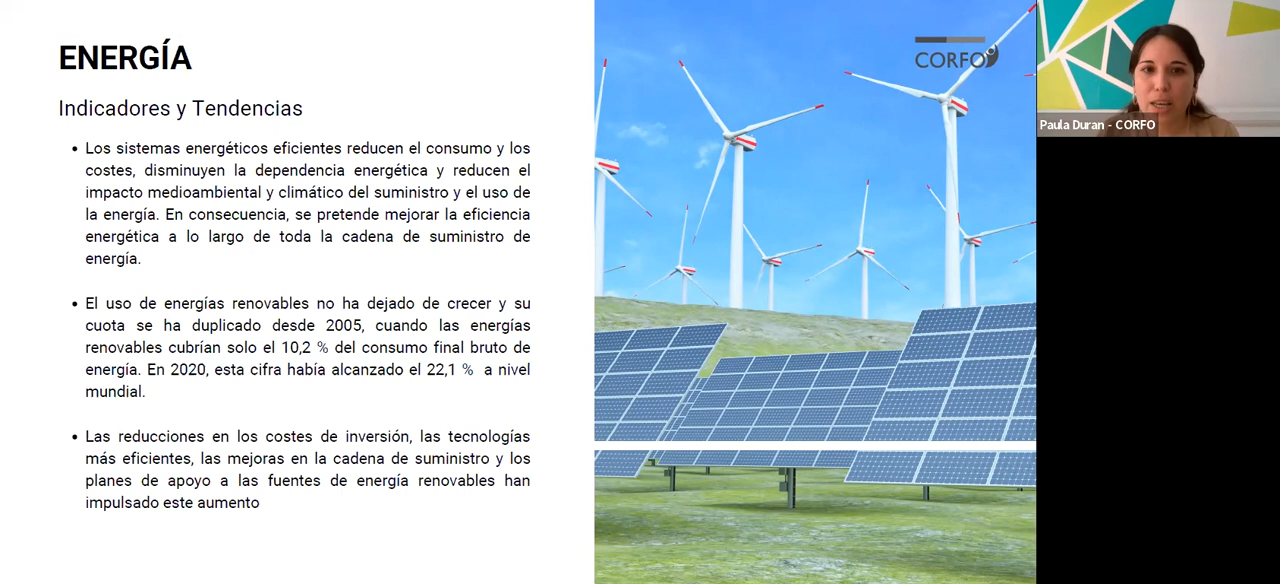 ENERGÍA
Indicadores y Tendencias
• Los sistemas energéticos eficientes reducen el consumo y los
costes, disminuyen la dependencia energética y reducen el
impacto medioambiental y climático del suministro y el uso de
la energía. En consecuencia, se pretende mejorar la eficiencia
energética a lo largo de toda la cadena de suministro de
energía.
• El uso de energías renovables no ha dejado de crecer y su
cuota se ha duplicado desde 2005, cuando las energías
renovables cubrían solo el 10,2 % del consumo final bruto de
energía. En 2020, esta cifra había alcanzado el 22,1 % a nivel
mundial.
• Las reducciones en los costes de inversión, las tecnologías
más eficientes, las mejoras en la cadena de suministro y los
planes de apoyo a las fuentes de energía renovables han
impulsado este aumento
CORFO
Paula Duran - CORFO